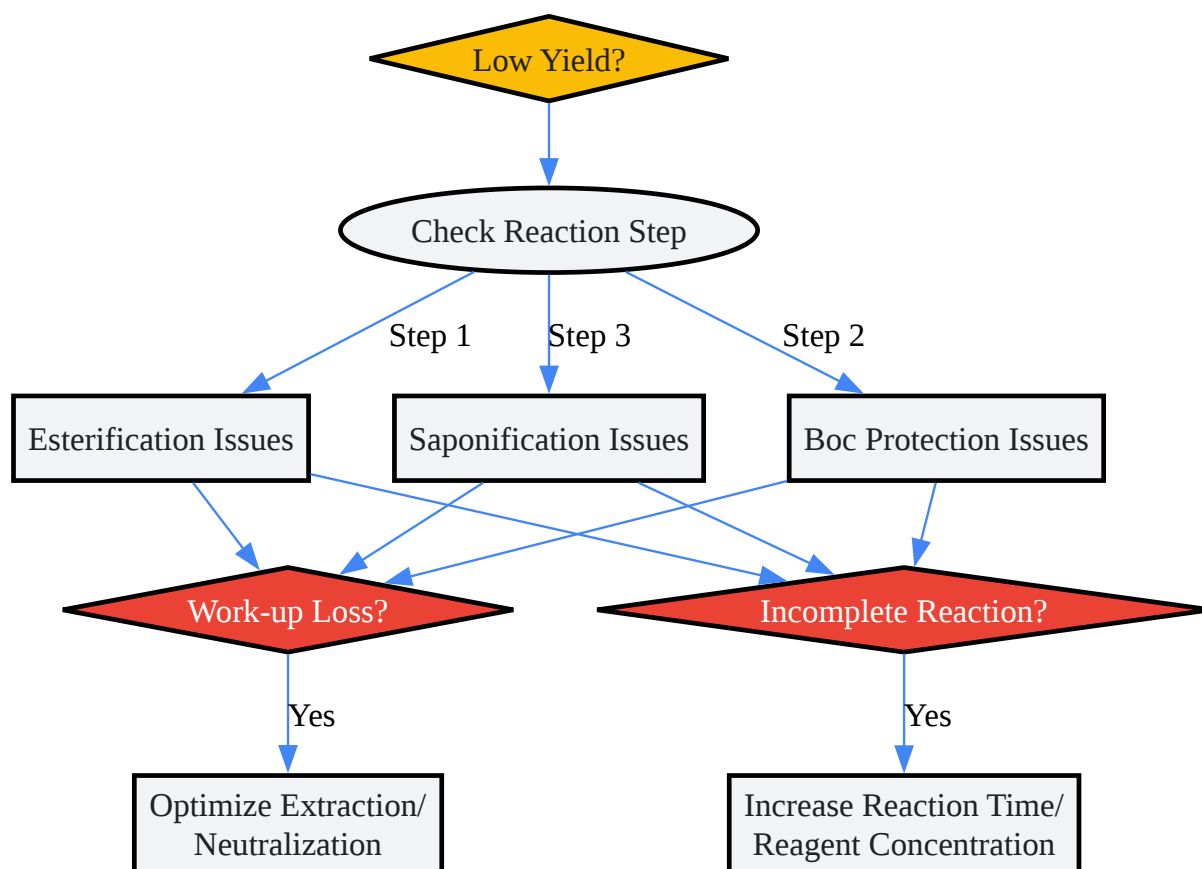 Low Yield?
Check Reaction Step
Step 1
Step 3
Step 2
Esterification Issues
Saponification Issues
Boc Protection Issues
Work-up Loss?
Incomplete Reaction?
Yes
Yes
Optimize Extraction/
Neutralization
Increase Reaction Time/
Reagent Concentration